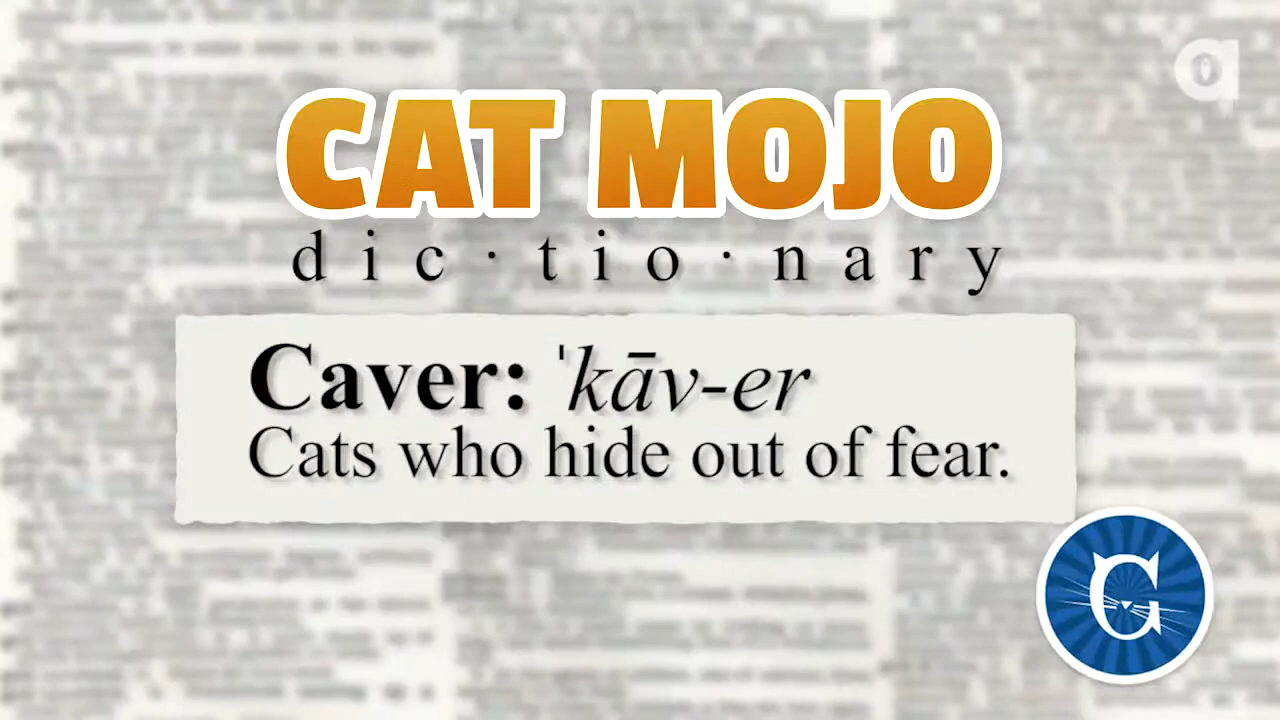 CAT MOJO
dic·tio·nary
Caver: ˈkāv-er
Cats who hide out of fear.
G
a